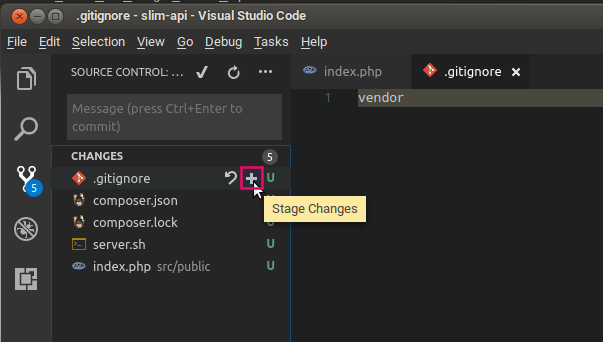 .gitignore - slim-api - Visual Studio Code
File Edit Selection View Go Debug Tasks Help
SOURCE CONTROL: ...
index.php
.gitignore
Message (press Ctrl+Enter to
commit)
1 vendor
CHANGES 5
.gitignore U
composer.json
5
Stage Changes
composer.lock
server.sh U
index.php src/public U